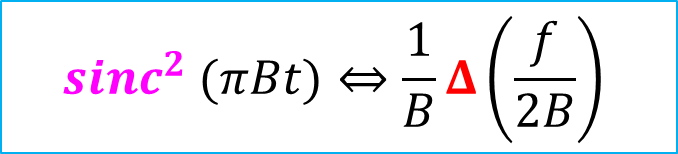 sinc² (πBt) ⇔ 1/B Δ (f/2B)